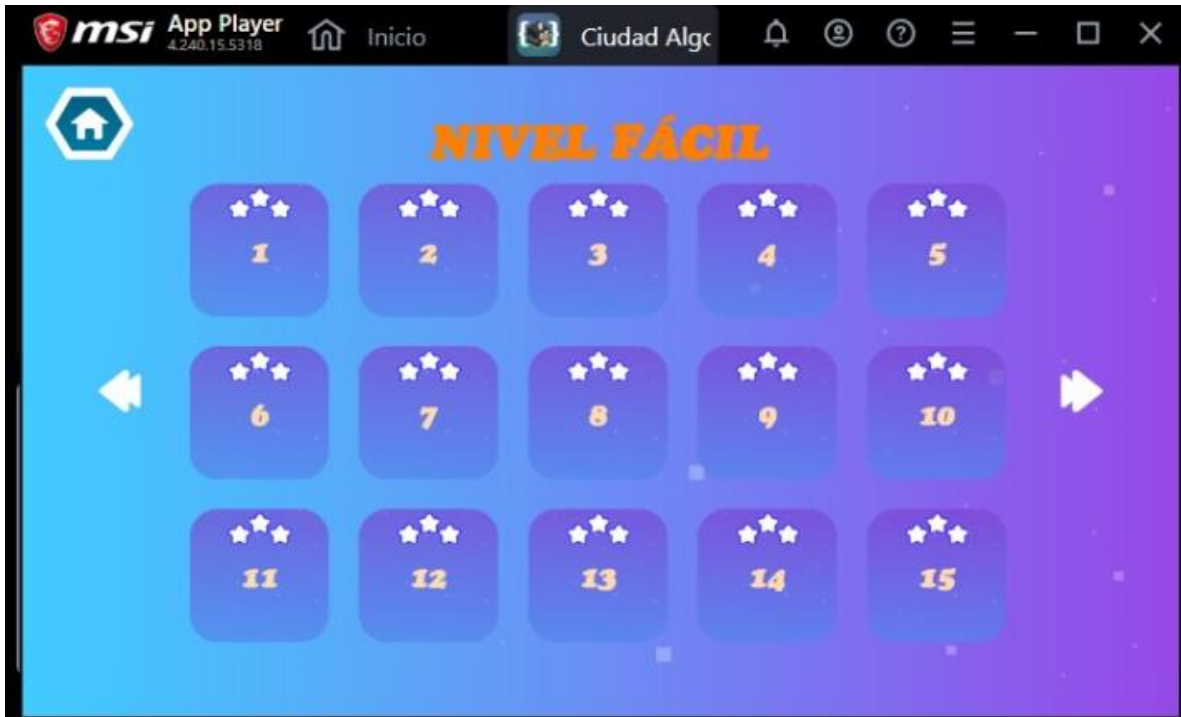 msi App Player
4.240.15.5318
Inicio
Ciudad Algo
NIVEL FÁCIL
1 2 3 4 5
6 7 8 9 10
11 12 13 14 15